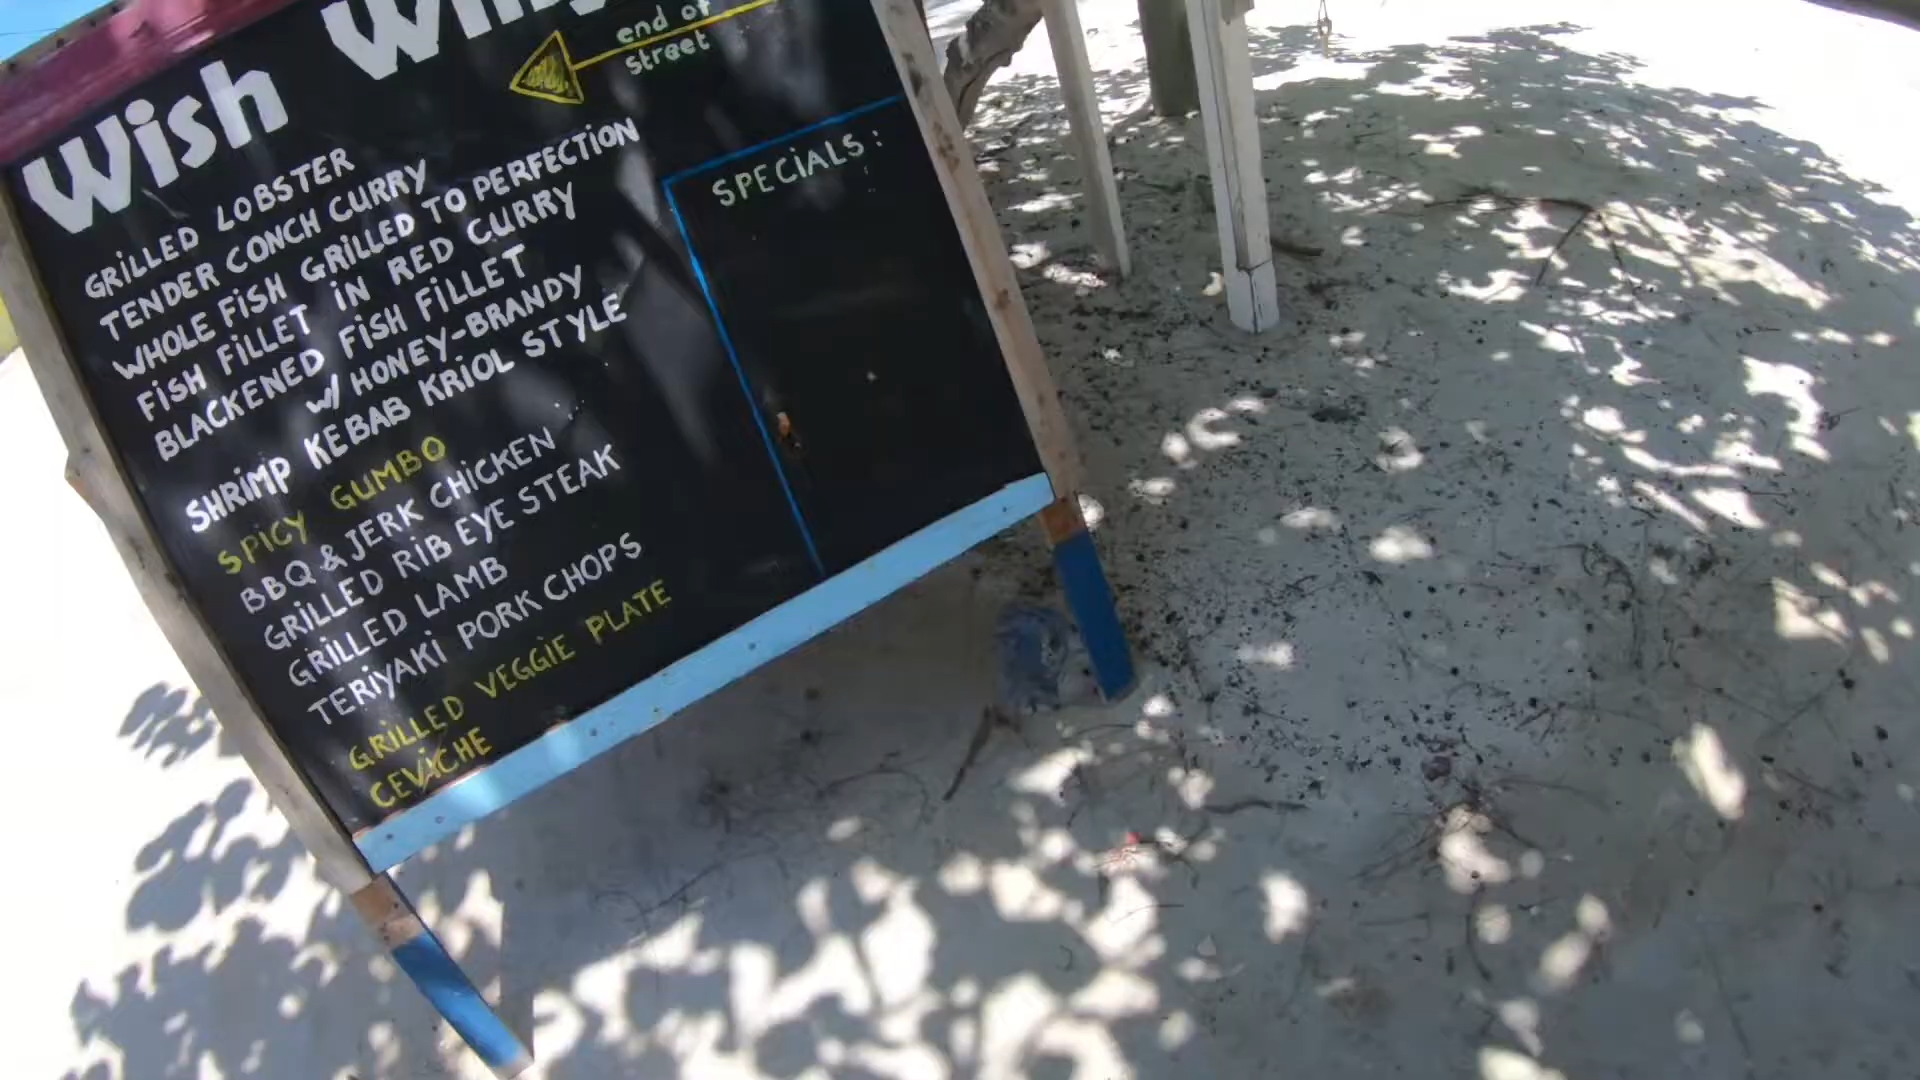 Wish
end of
street
GRILLED LOBSTER
TENDER CONCH CURRY
WHOLE FISH GRILLED TO PERFECTION
FISH FILLET IN RED CURRY
BLACKENED FISH FILLET
W/ HONEY-BRANDY
SHRIMP KEBAB KRIOL STYLE
SPICY GUMBO
BBQ & JERK CHICKEN
GRILLED RIB EYE STEAK
GRILLED LAMB
TERIYAKI PORK CHOPS
GRILLED VEGGIE PLATE
CEVICHE
SPECIALS: